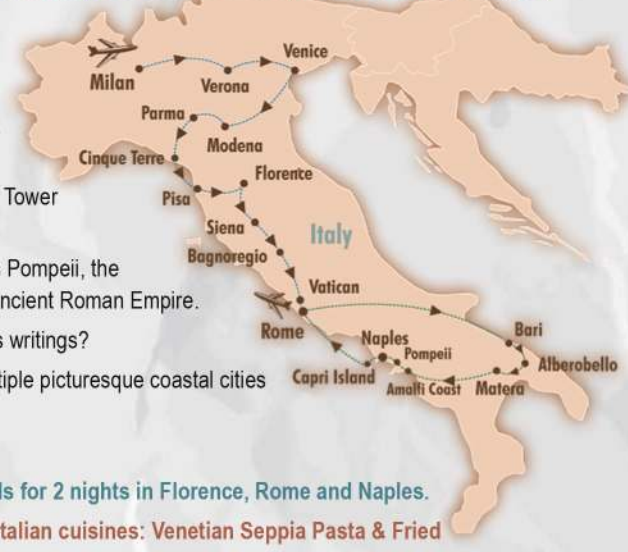 Venice
Milan
Verona
Parma
Modena
Cinque Terre
Florence
Tower
Pisa
Siena
Italy
Bagnoregio
Pompeii, the
Vatican
ncient Roman Empire.
Rome
Bari
s writings?
Naples
Pompeii
Alberobello
tiple picturesque coastal cities
Capri Island
Amalfi Coast
Matera
ls for 2 nights in Florence, Rome and Naples.
talian cuisines: Venetian Seppia Pasta & Fried